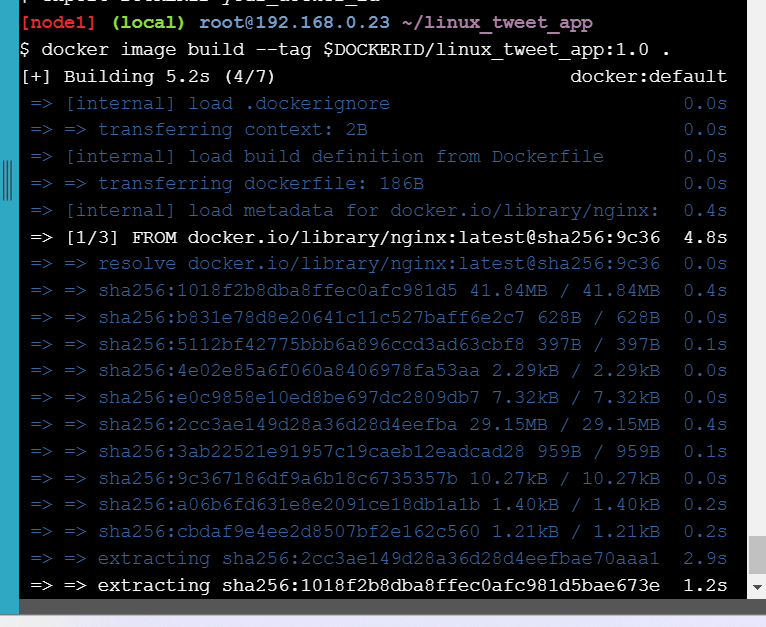 [node1] (local) root@192.168.0.23 ~/linux_tweet_app
$ docker image build --tag $DOCKERID/linux_tweet_app:1.0 .
[+] Building 5.2s (4/7) docker:default
=> [internal] load .dockerignore 0.0s
=> => transferring context: 2B 0.0s
=> [internal] load build definition from Dockerfile 0.0s
=> => transferring dockerfile: 186B 0.0s
=> [internal] load metadata for docker.io/library/nginx: 0.4s
=> [1/3] FROM docker.io/library/nginx:latest@sha256:9c36 4.8s
=> => resolve docker.io/library/nginx:latest@sha256:9c36 0.0s
=> => sha256:1018f2b8dba8ffec0afc981d5 41.84MB / 41.84MB 0.4s
=> => sha256:b831e78d8e20641c11c527baff6e2c7 628B / 628B 0.0s
=> => sha256:5112bf42775bbb6a896ccd3ad63cbf8 397B / 397B 0.1s
=> => sha256:4e02e85a6f060a8406978fa53aa 2.29kB / 2.29kB 0.0s
=> => sha256:e0c9858e10ed8be697dc2809db7 7.32kB / 7.32kB 0.0s
=> => sha256:2cc3ae149d28a36d28d4eefba 29.15MB / 29.15MB 0.4s
=> => sha256:3ab22521e91957c19caeb12eadcad28 959B / 959B 0.1s
=> => sha256:9c367186df9a6b18c6735357b 10.27kB / 10.27kB 0.0s
=> => sha256:a06b6fd631e8e2091ce18db1a1b 1.40kB / 1.40kB 0.2s
=> => sha256:cbdaf9e4ee2d8507bf2e162c560 1.21kB / 1.21kB 0.2s
=> => extracting sha256:2cc3ae149d28a36d28d4eefbae70aaa1 2.9s
=> => extracting sha256:1018f2b8dba8ffec0afc981d5bae673e 1.2s